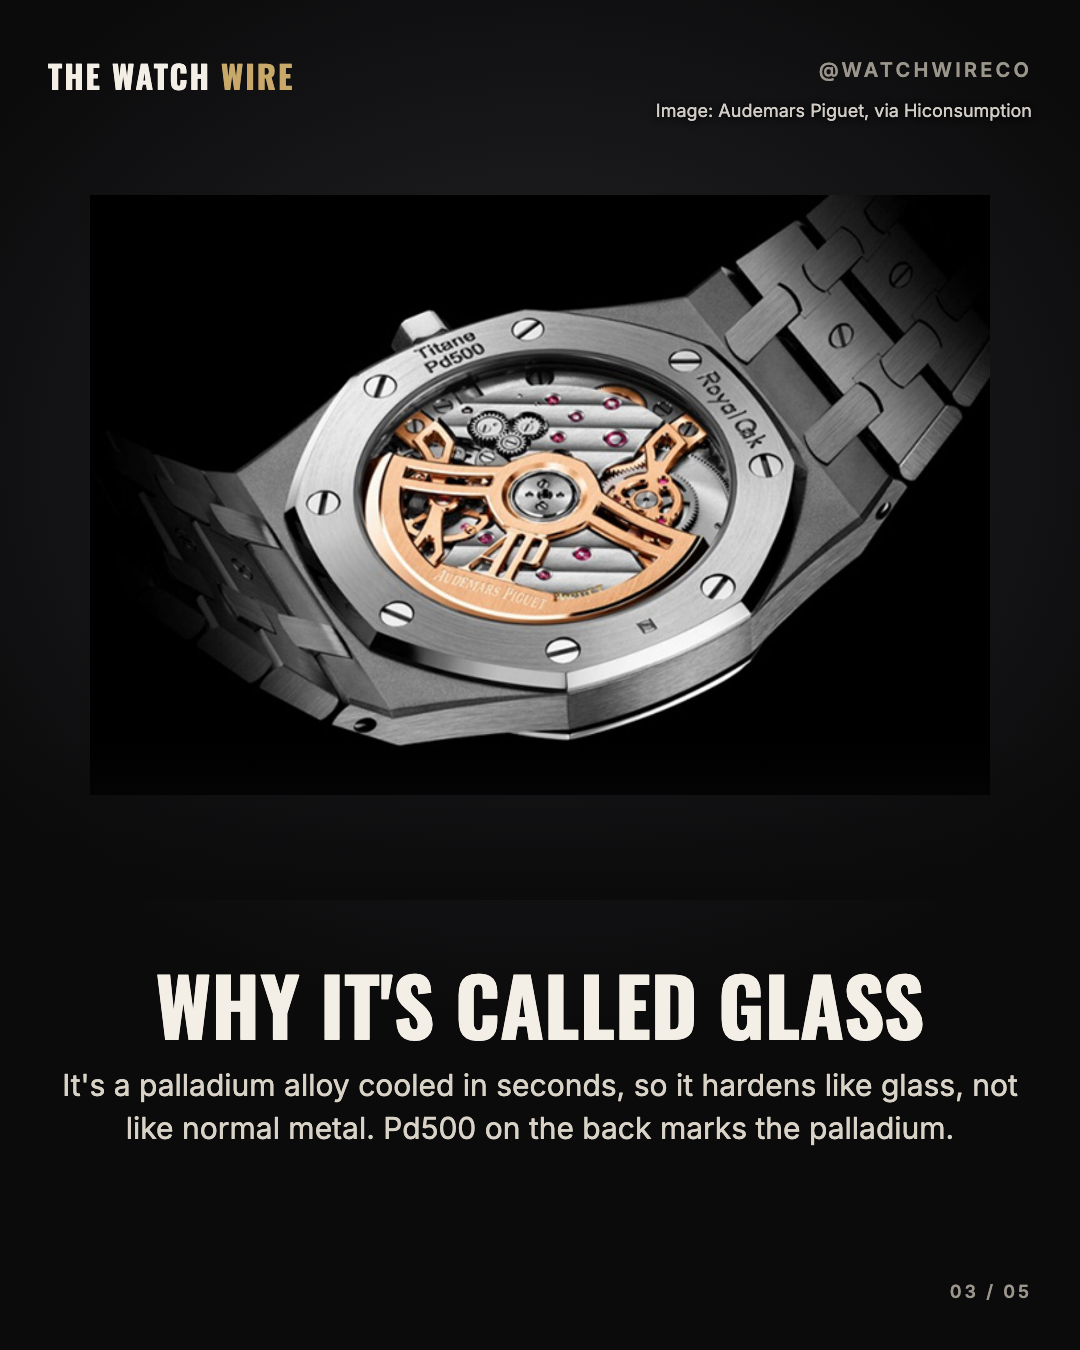 THE WATCH WIRE
@WATCHWIRECO
Image: Audemars Piguet, via Hiconsumption
Titane
Pd500
Royal Oak
AP
AUDEMARS PIGUET
WHY IT'S CALLED GLASS
It's a palladium alloy cooled in seconds, so it hardens like glass, not
like normal metal. Pd500 on the back marks the palladium.
03 / 05